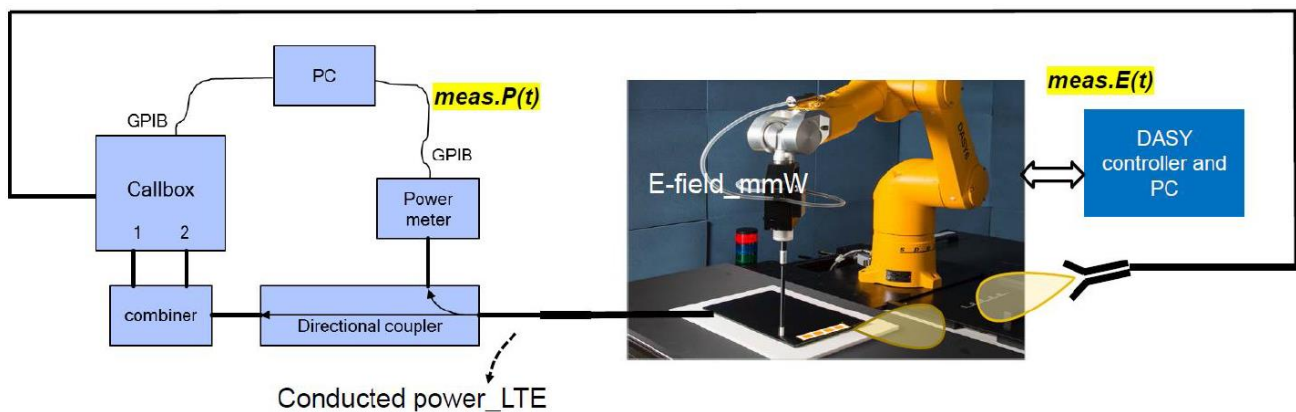 PC
meas.P(t)
GPIB
GPIB
Callbox
1 2
Power
meter
combiner
Directional coupler
Conducted power_LTE
E-field_mmW
DASY6
meas.E(t)
DASY
controller and
PC